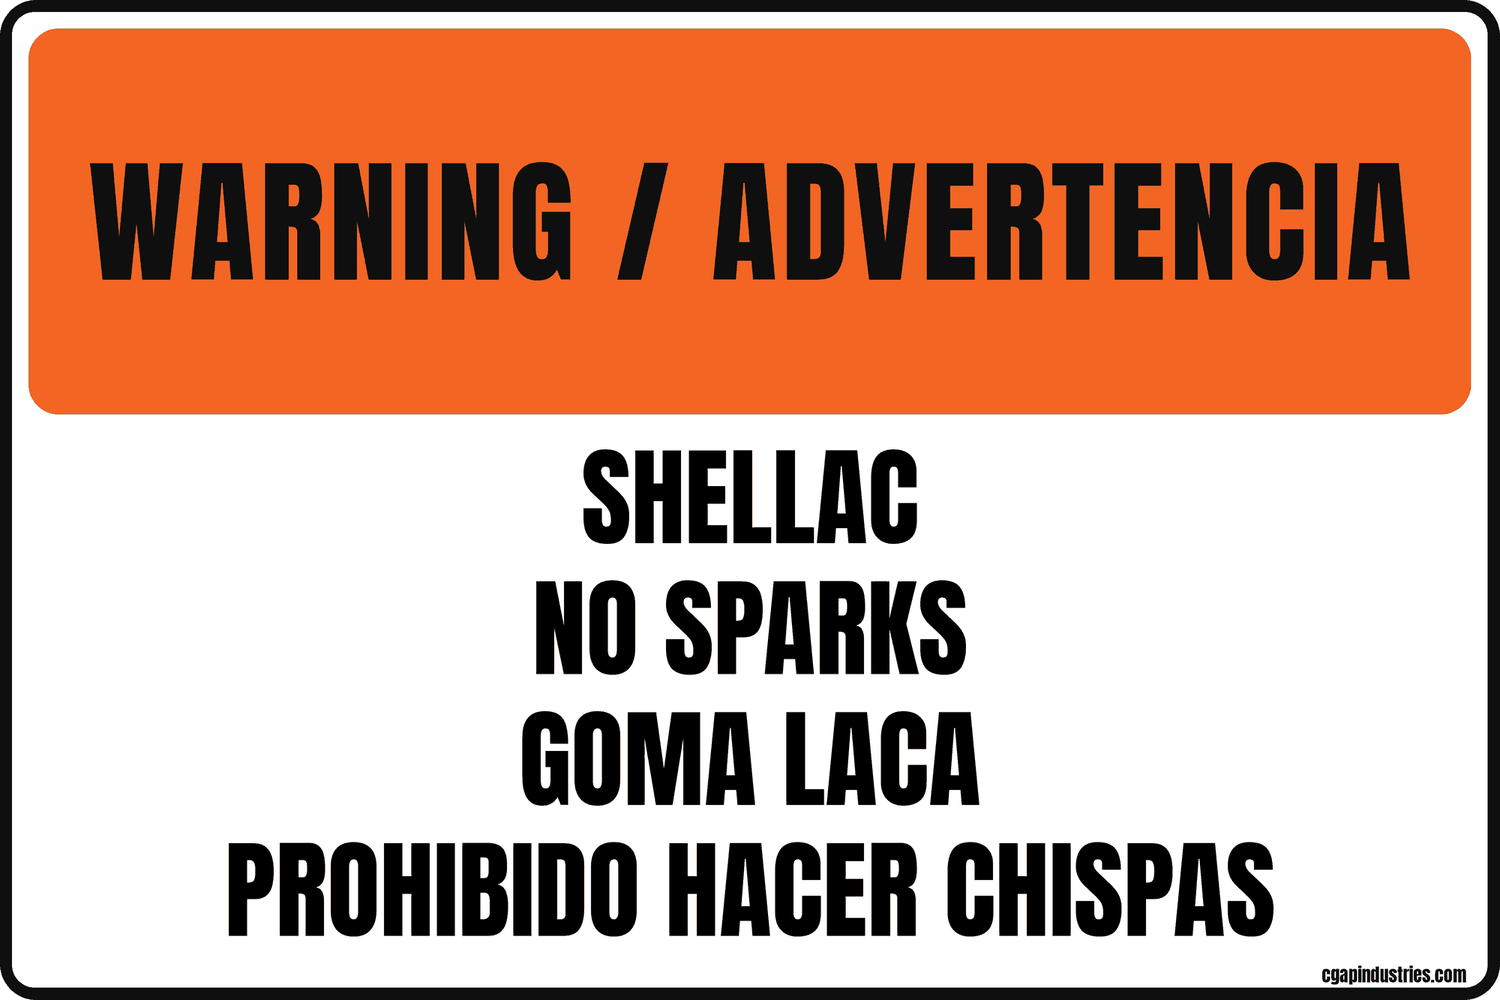 WARNING / ADVERTENCIA
SHELLAC
NO SPARKS
GOMA LACA
PROHIBIDO HACER CHISPAS
cgapindustries.com